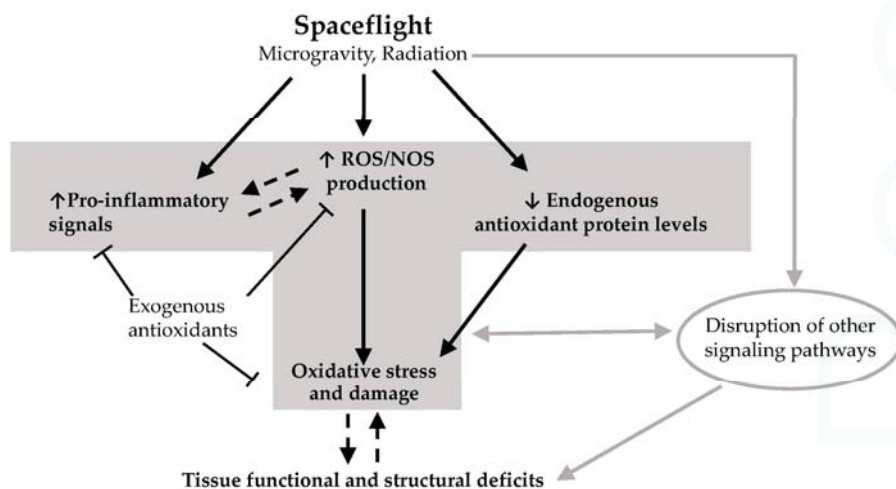 Spaceflight
Microgravity, Radiation
↑ ROS/NOS
production
↑Pro-inflammatory
signals
↓ Endogenous
antioxidant protein levels
Exogenous
antioxidants
Disruption of other
signaling pathways
Oxidative stress
and damage
Tissue functional and structural deficits